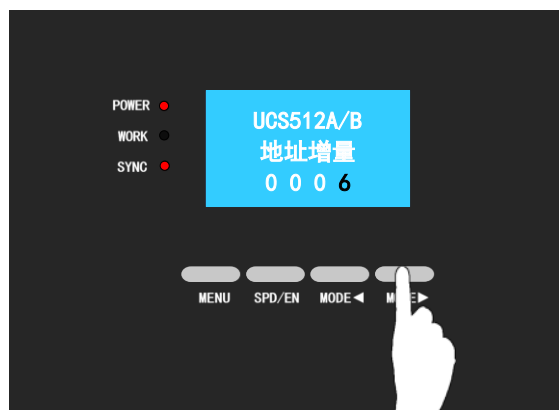 POWER
WORK
SYNC
UCS512A/B
地址增量
0 0 0 6
MENU
SPD/EN
MODE◀